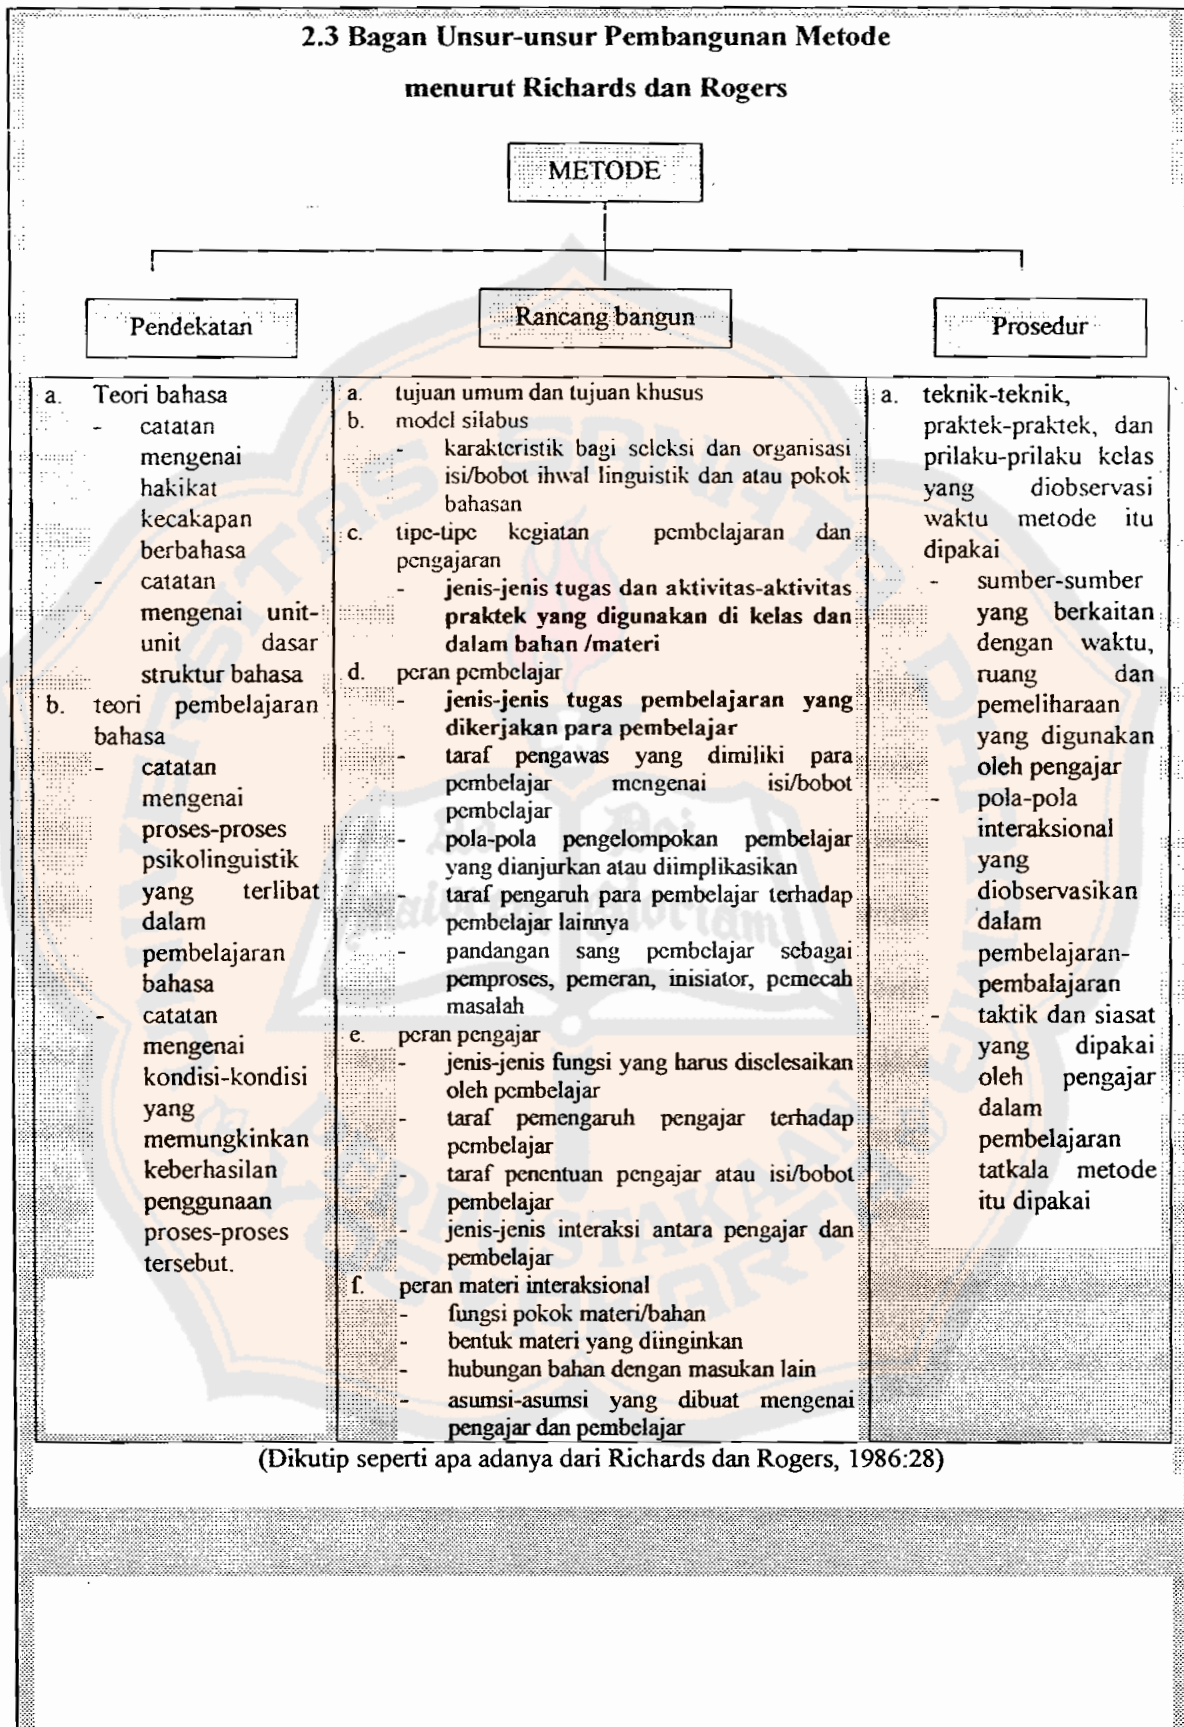 2.3 Bagan Unsur-unsur Pembangunan Metode
menurut Richards dan Rogers
METODE
Pendekatan
Rancang bangun
Prosedur
a. Teori bahasa
- catatan
mengenai
hakikat
kecakapan
berbahasa
- catatan
mengenai unit-
unit dasar
struktur bahasa
b. teori pembelajaran
bahasa
- catatan
mengenai
proses-proses
psikolinguistik
yang terlibat
dalam
pembelajaran
bahasa
- catatan
mengenai
kondisi-kondisi
yang
memungkinkan
keberhasilan
penggunaan
proses-proses
tersebut.
a. tujuan umum dan tujuan khusus
b. model silabus
- karakteristik bagi seleksi dan organisasi
isi/bobot ihwal linguistik dan atau pokok
bahasan
c. tipe-tipe kegiatan pembelajaran dan
pengajaran
- jenis-jenis tugas dan aktivitas-aktivitas
praktek yang digunakan di kelas dan
dalam bahan /materi
d. peran pembelajar
- jenis-jenis tugas pembelajaran yang
dikerjakan para pembelajar
- taraf pengawas yang dimiliki para
pembelajar mengenai isi/bobot
pembelajar
- pola-pola pengelompokan pembelajar
yang dianjurkan atau diimplikasikan
- taraf pengaruh para pembelajar terhadap
pembelajar lainnya
- pandangan sang pembelajar sebagai
pemproses, pemeran, inisiator, pemecah
masalah
e. peran pengajar
- jenis-jenis fungsi yang harus diselesaikan
oleh pembelajar
- taraf pemengaruh pengajar terhadap
pembelajar
- taraf penentuan pengajar atau isi/bobot
pembelajar
- jenis-jenis interaksi antara pengajar dan
pembelajar
f. peran materi interaksional
- fungsi pokok materi/bahan
- bentuk materi yang diinginkan
- hubungan bahan dengan masukan lain
- asumsi-asumsi yang dibuat mengenai
pengajar dan pembelajar
a. teknik-teknik,
praktek-praktek, dan
prilaku-prilaku kelas
yang diobservasi
waktu metode itu
dipakai
- sumber-sumber
yang berkaitan
dengan waktu,
ruang dan
pemeliharaan
yang digunakan
oleh pengajar
- pola-pola
interaksional
yang
diobservasikan
dalam
pembelajaran-
pembalajaran
- taktik dan siasat
yang dipakai
oleh pengajar
dalam
pembelajaran
tatkala metode
itu dipakai
(Dikutip seperti apa adanya dari Richards dan Rogers, 1986:28)
UNIVERSITAS SANATA DHARMA
Ad Dei
maiorem gloriam
PERPUSTAKAAN
YOGYAKARTA